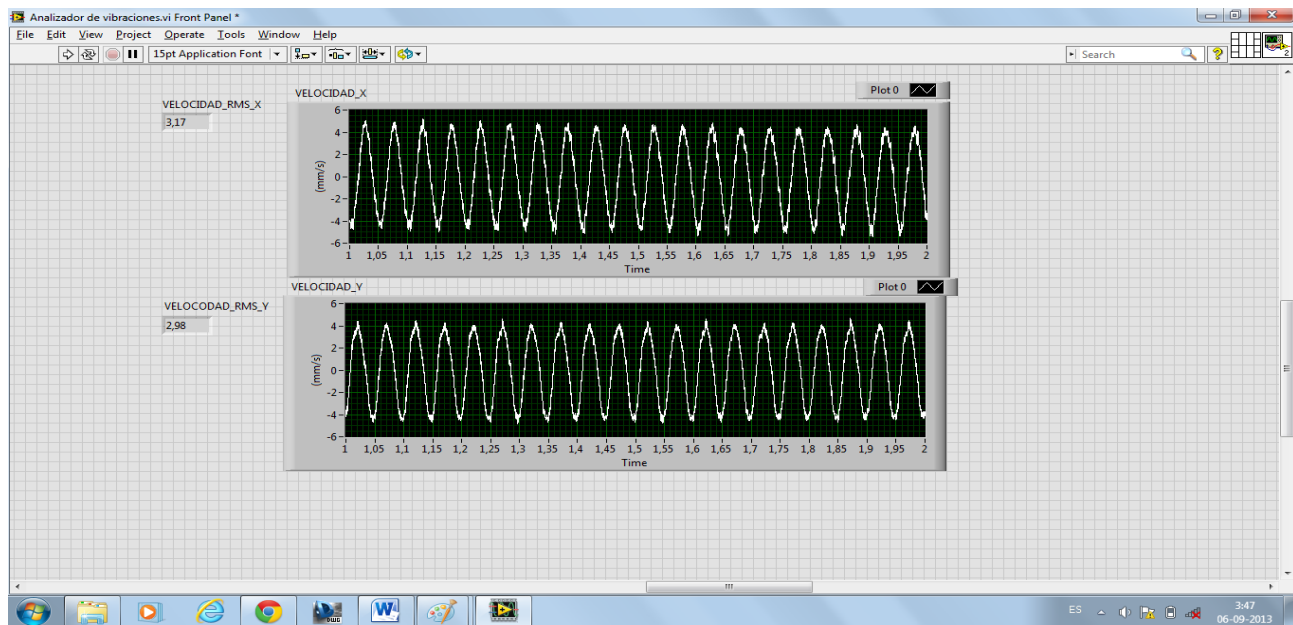 Analizador de vibraciones.vi Front Panel *
File Edit View Project Operate Tools Window Help
15pt Application Font
Search
2
VELOCIDAD_RMS_X
3,17
VELOCIDAD_X
Plot 0
6
4
2
0
-2
-4
-6
(mm/s)
1 1,05 1,1 1,15 1,2 1,25 1,3 1,35 1,4 1,45 1,5 1,55 1,6 1,65 1,7 1,75 1,8 1,85 1,9 1,95 2
Time
VELOCODAD_RMS_Y
2,98
VELOCIDAD_Y
Plot 0
6
4
2
0
-2
-4
-6
(mm/s)
1 1,05 1,1 1,15 1,2 1,25 1,3 1,35 1,4 1,45 1,5 1,55 1,6 1,65 1,7 1,75 1,8 1,85 1,9 1,95 2
Time
DWG
W
ES
3:47
06-09-2013